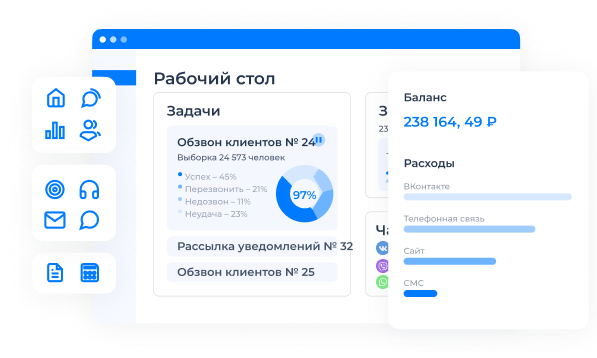 Рабочий стол
Задачи
Обзвон клиентов № 24
Выборка 24 573 человек
Успех – 45%
Перезвонить – 21%
Недозвон – 11%
Неудача – 23%
97%
Рассылка уведомлений № 32
Обзвон клиентов № 25
З
23
Ча
Баланс
238 164, 49 ₽
Расходы
ВКонтакте
Телефонная связь
Сайт
СМС